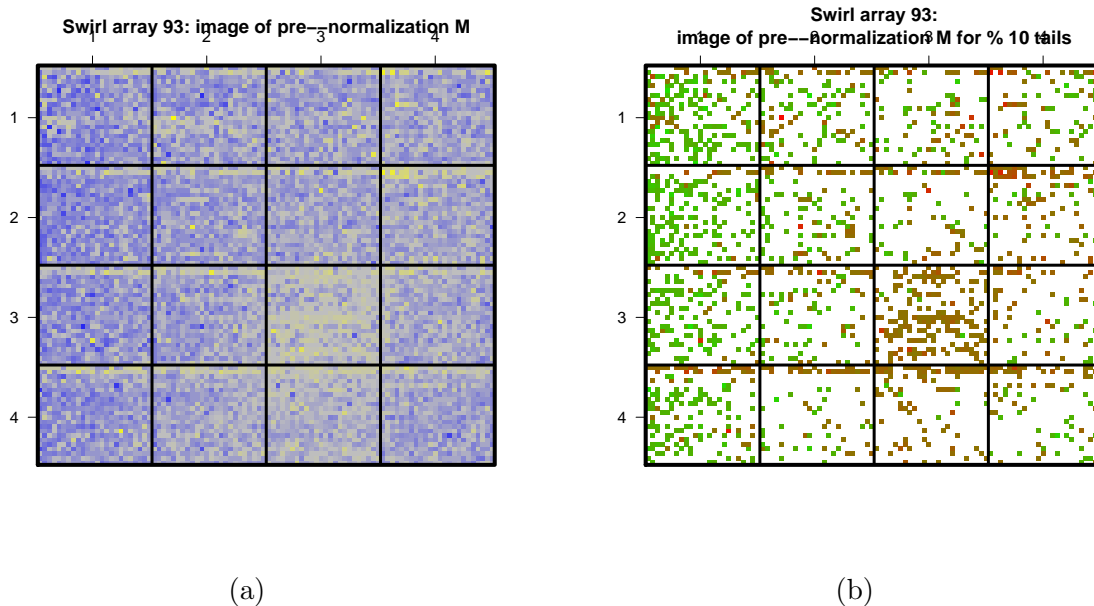 Swirl array 93: image of pre−−normalization M
1 2 3 4
1
2
3
4
(a)
Swirl array 93:
image of pre−−normalization M for % 10 tails
1 2 3 4
1
2
3
4
(b)